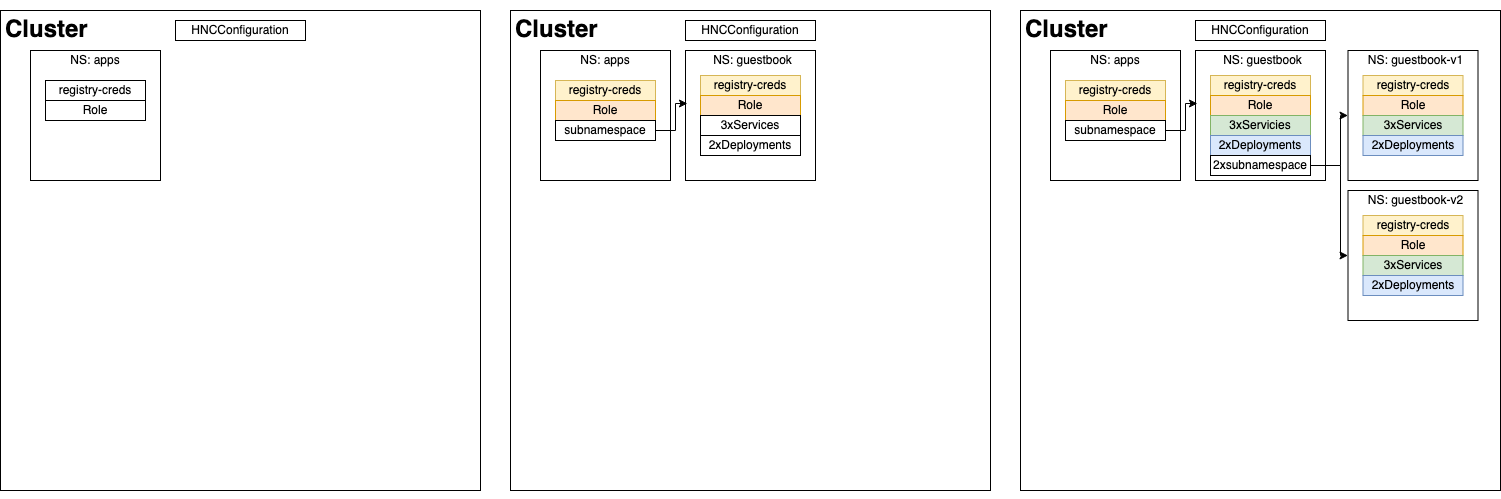 Cluster
HNCConfiguration
NS: apps
registry-creds
Role
Cluster
HNCConfiguration
NS: apps
registry-creds
Role
subnamespace
NS: guestbook
registry-creds
Role
3xServices
2xDeployments
Cluster
HNCConfiguration
NS: apps
registry-creds
Role
subnamespace
NS: guestbook
registry-creds
Role
3xServicies
2xDeployments
2xsubnamespace
NS: guestbook-v1
registry-creds
Role
3xServices
2xDeployments
NS: guestbook-v2
registry-creds
Role
3xServices
2xDeployments